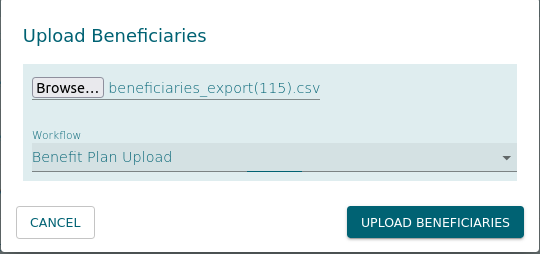 Upload Beneficiaries
Browse... beneficiaries_export(115).csv
Workflow
Benefit Plan Upload
CANCEL
UPLOAD BENEFICIARIES